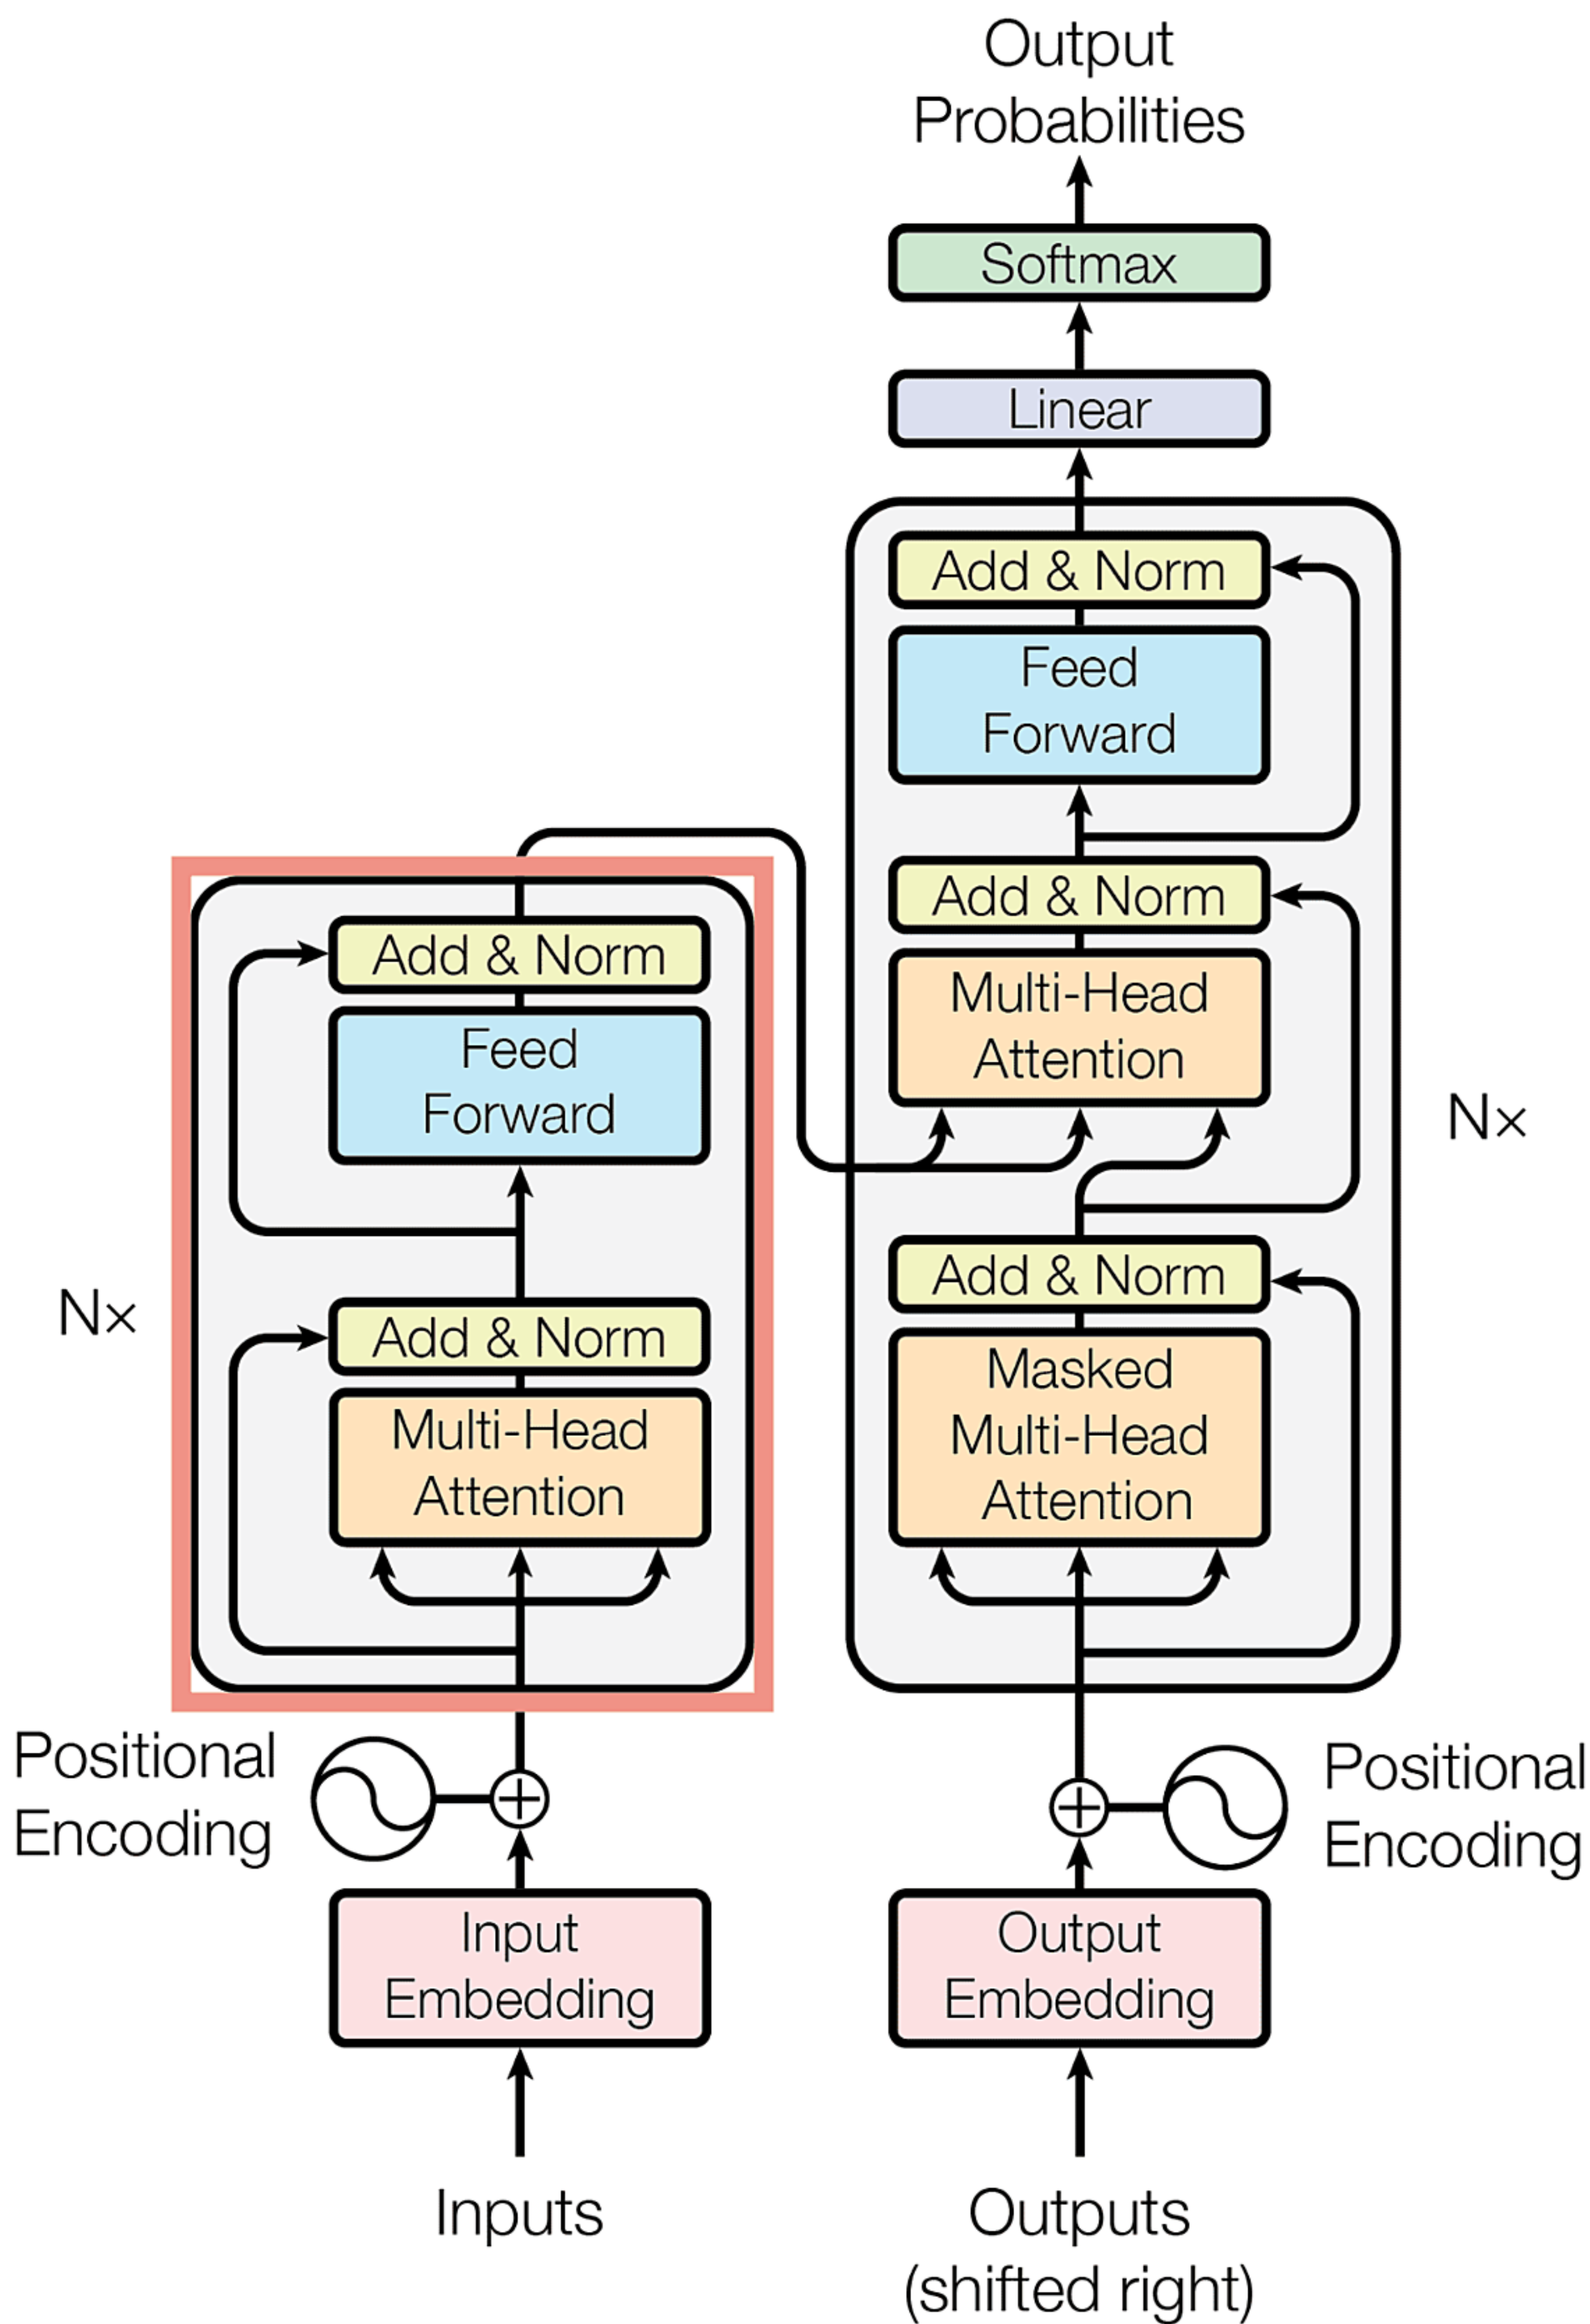 Output
Probabilities
Softmax
Linear
Add & Norm
Feed
Forward
Add & Norm
Multi-Head
Attention
Add & Norm
Masked
Multi-Head
Attention
N×
Add & Norm
Feed
Forward
Add & Norm
Multi-Head
Attention
N×
Positional
Encoding
Positional
Encoding
Input
Embedding
Output
Embedding
Inputs
Outputs
(shifted right)